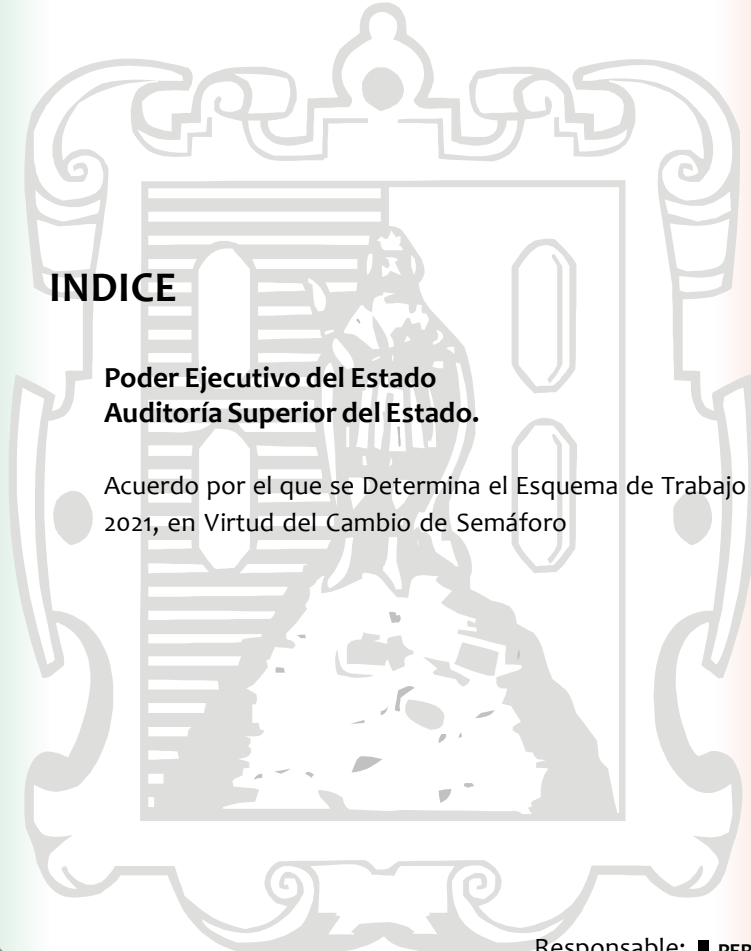 INDICE
Poder Ejecutivo del Estado
Auditoría Superior del Estado.
Acuerdo por el que se Determina el Esquema de Trabajo
2021, en Virtud del Cambio de Semáforo
Responsable: